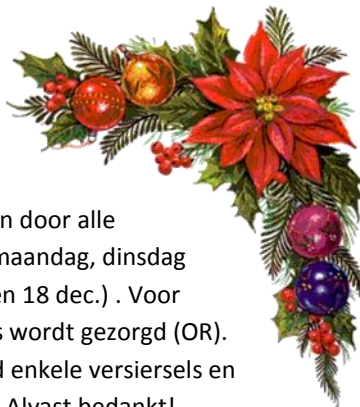 n door alle
maandag, dinsdag
en 18 dec.) . Voor
s wordt gezorgd (OR).
d enkele versiersels en
Alvast bedankt!